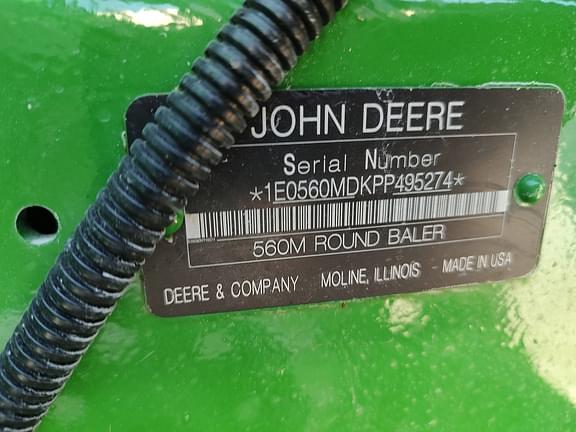 JOHN DEERE
Serial Number
*1E0560MDKPP495274*
560M ROUND BALER
DEERE & COMPANY MOLINE, ILLINOIS MADE IN USA